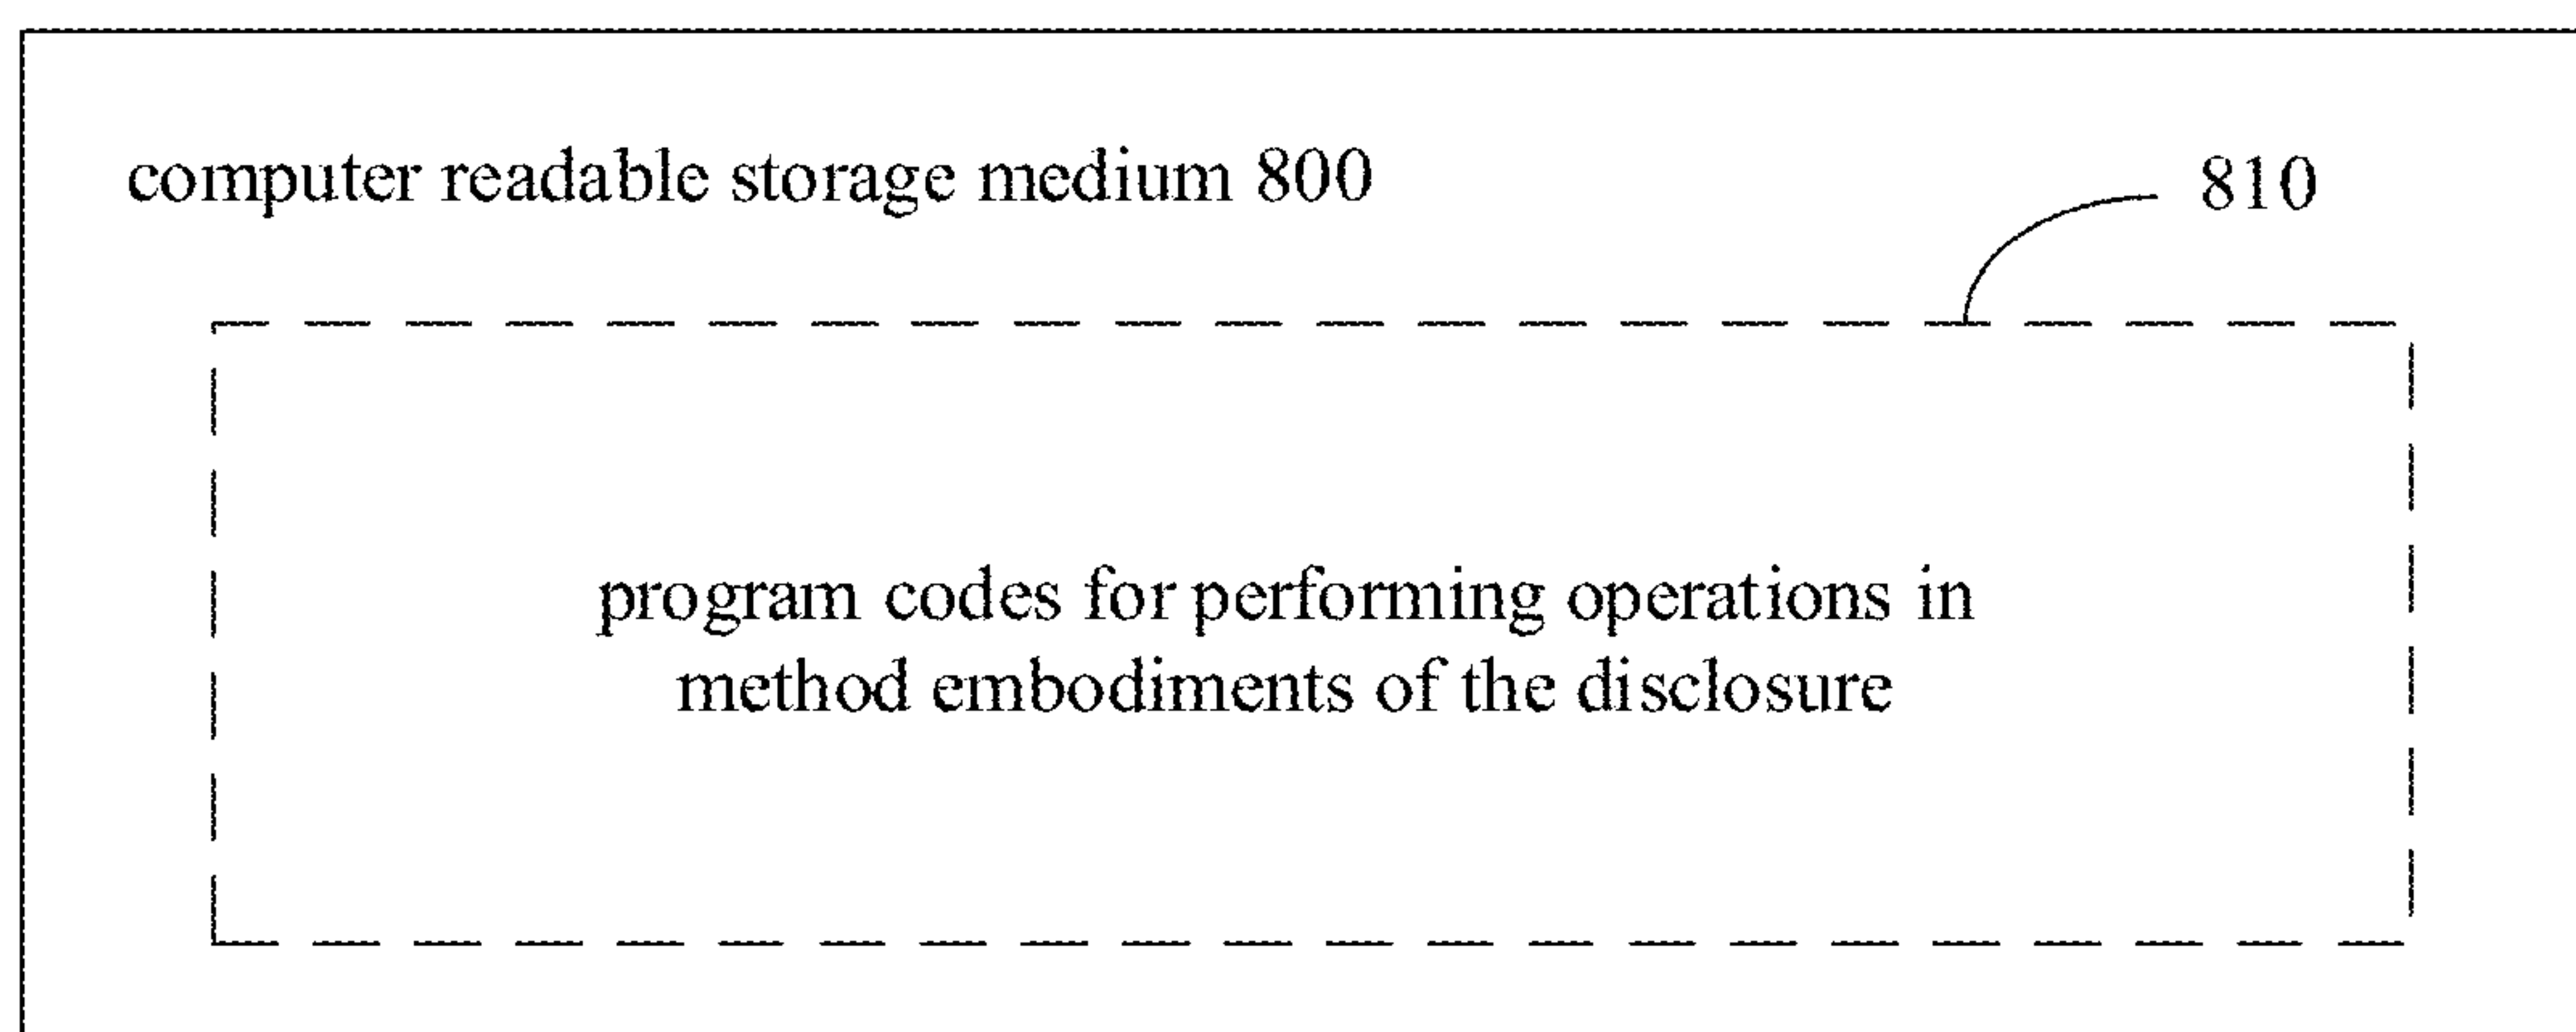 computer readable storage medium 800
810
program codes for performing operations in
method embodiments of the disclosure